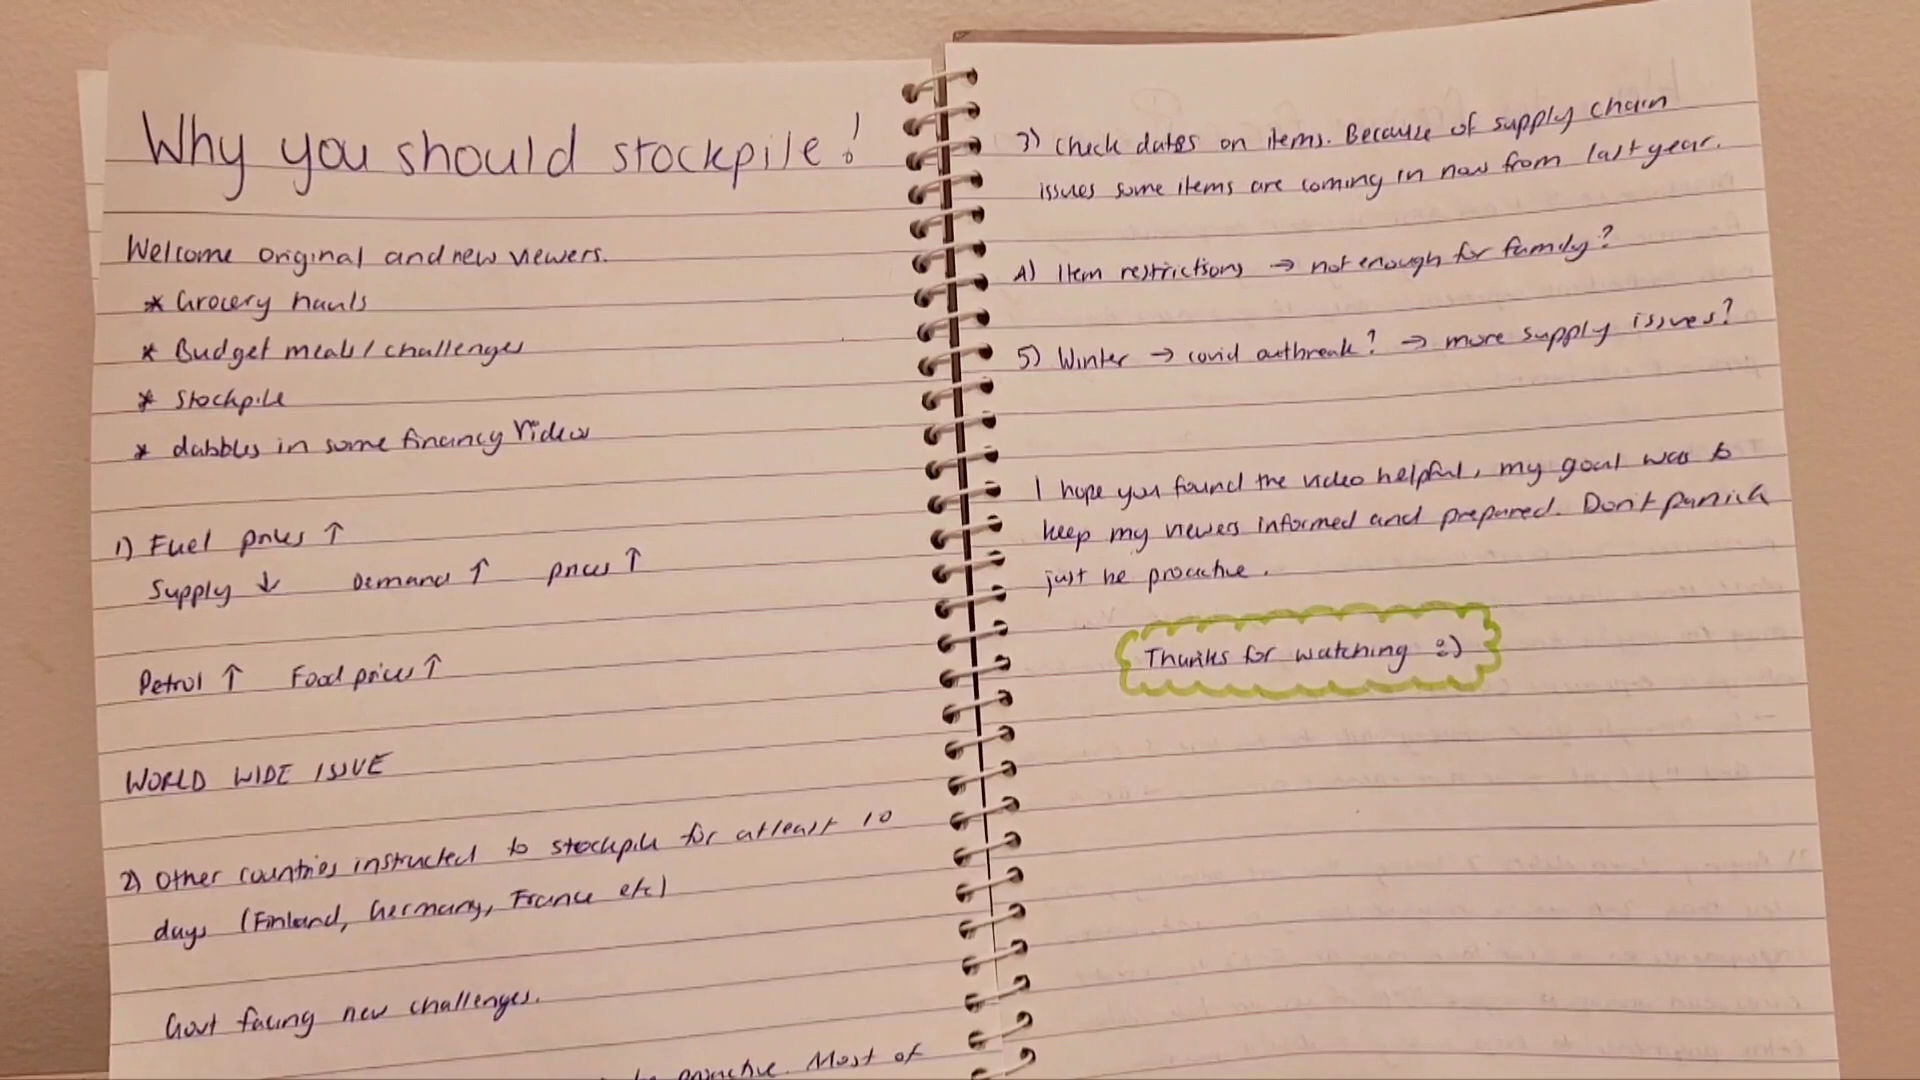 Why you should stockpile!
Welcome original and new viewers.
* Grocery hauls
* Budget meals / challenges
* Stockpile
* dabbles in some financy videos
1) Fuel prices ↑
Supply ↓ Demand ↑ prices ↑
Petrol ↑ Food prices ↑
WORLD WIDE ISSUE
2) Other countries instructed to stockpile for atleast 10
days (Finland, Germany, France etc)
Govt facing new challenges.
proactive. Most of
3) Check dates on items. Because of supply chain
issues some items are coming in now from last year.
4) Item restrictions → not enough for family?
5) Winter → covid outbreak? → more supply issues?
I hope you found the video helpful, my goal was to
keep my viewers informed and prepared. Don't panick
just be proactive.
Thanks for watching :)